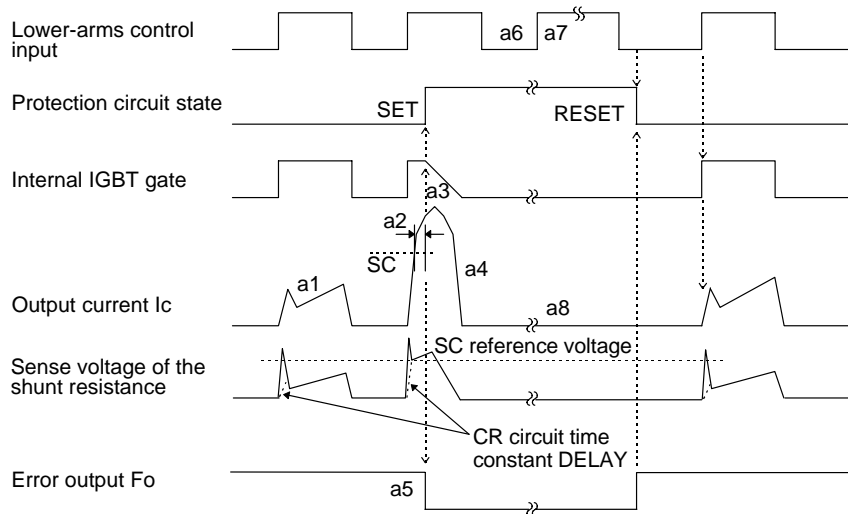 Lower-arms control
input
a6
a7
Protection circuit state
SET
RESET
Internal IGBT gate
a3
a2
SC
a4
a1
Output current Ic
a8
SC reference voltage
Sense voltage of the
shunt resistance
CR circuit time
constant DELAY
Error output Fo
a5